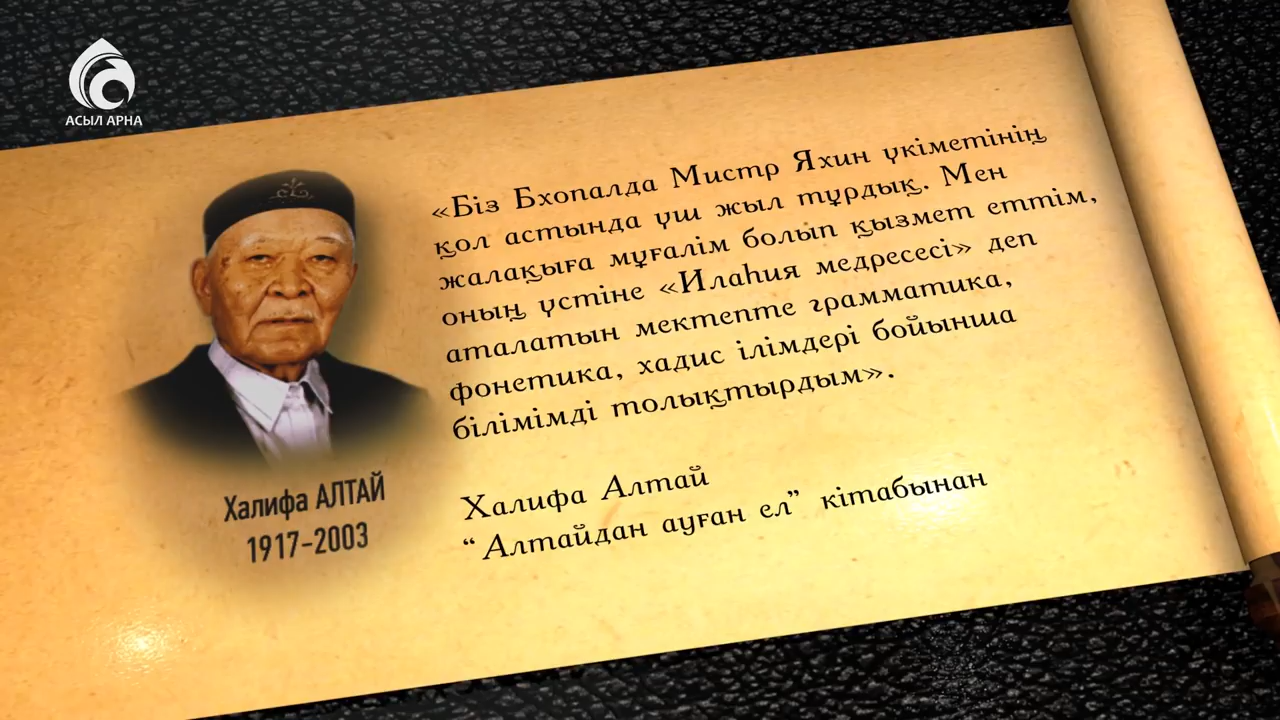 АСЫЛ АРНА
«Біз Бхопалда Мистр Яхин үкіметінің
қол астында үш жыл тұрдық. Мен
жалақыға мұғалім болып қызмет еттім,
оның үстіне «Илаһия медресесі» деп
аталатын мектепте грамматика,
фонетика, хадис ілімдері бойынша
білімімді толықтырдым».
Халифа Алтай
“Алтайдан ауған ел” кітабынан
Халифа АЛТАЙ
1917-2003